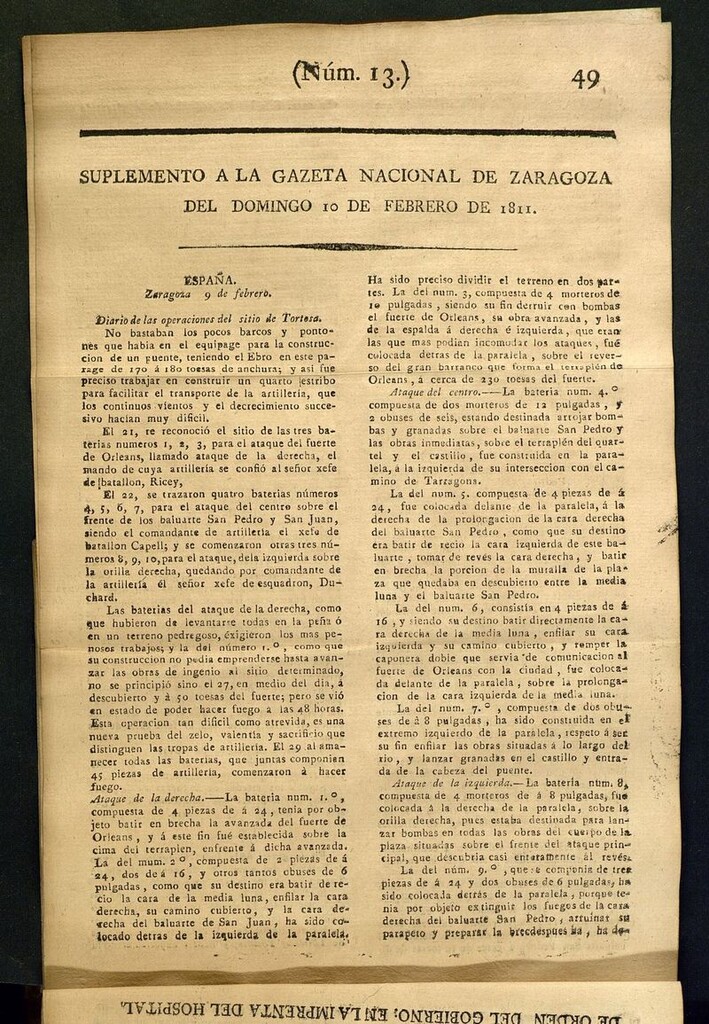 (Núm. 13.)
49
SUPLEMENTO A LA GAZETA NACIONAL DE ZARAGOZA
DEL DOMINGO 10 DE FEBRERO DE 1811.
ESPAÑA.
Zaragoza 9 de febrero.
Diario de las operaciones del sitio de Tortosa.
No bastaban los pocos barcos y ponto-
nes que habia en el equipage para la construc-
cion de un puente, teniendo el Ebro en este pa-
rage de 170 á 180 toesas de anchura; y así fue
preciso trabajar en construir un quarto estribo
para facilitar el transporte de la artillería, que
los continuos vientos y el decrecimiento suce-
sivo hacian muy dificil.
El 21, re reconoció el sitio de las tres ba-
terías numeros 1, 2, 3, para el ataque del fuerte
de Orleans, llamado ataque de la derecha, el
mando de cuya artillería se confió al señor xefe
de batallon, Ricey,
El 22, se trazaron quatro baterias números
4, 5, 6, 7, para el ataque del centro sobre el
frente de los baluarte San Pedro y San Juan,
siendo el comandante de artillería el xefe de
batallon Capell; y se comenzaron otras tres nú-
meros 8, 9, 10, para el ataque, de la izquierda sobre
la orilla derecha, quedando por comandante de
la artillería él señor xefe de esquadron, Du-
chard.
Las baterias del ataque de la derecha, como
que hubieron de levantarse todas en la peña ó
en un terreno pedregoso, éxigieron los mas pe-
nosos trabajos; y la del número 1.º, como que
su construccion no podia emprenderse hasta avan-
zar las obras de ingenio al sitio determinado,
no se principió sino el 27, en medio del dia, á
descubierto y á 50 toesas del fuerte; pero se vió
en estado de poder hacer fuego a las 48 horas.
Esta operacion tan dificil como atrevida, es una
nueva prueba del zelo, valentía y sacrificio que
distinguen las tropas de artillería. El 29 al ama-
necer todas las baterias, que juntas componian
45 piezas de artillería, comenzaron á hacer
fuego.
Ataque de la derecha.—La bateria num. 1.º,
compuesta de 4 piezas de á 24, tenia por ob-
jeto batir en brecha la avanzada del fuerte de
Orleans, y á este fin fué establecida sobre la
cima del terraplen, enfrente á dicha avanzada.
La del mum. 2º, compuesta de 2 piezas de á
24, dos de á 16, y otros tantos obuses de 6
pulgadas, como que su destino era batir de re-
cio la cara de la media luna, enfilar la cara
derecha, su camino cubierto, y la cara de-
recha del baluarte de San Juan, ha sido co-
locado detras de la izquierda de la paralela.
Ha sido preciso dividir el terreno en dos par-
tes. La del num. 3, compuesta de 4 morteros de
10 pulgadas, siendo su fin detruir con bombas
el fuerte de Orleans, su obra avanzada, y las
de la espalda á derecha é izquierda, que eran
las que mas podian incomodar los ataques, fué
colocada detras de la paralela, sobre el rever-
so del gran barranco que forma el terraplén de
Orleans, á cerca de 230 toesas del fuerte.
Ataque del centro.—La bateria num. 4.º
compuesta de dos morteros de 12 pulgadas, y
2 obuses de seis, estando destinada arrojar bom-
bas y granadas sobre el baluarte San Pedro y
las obras inmediatas, sobre el terraplén del quar-
tel y el castillo, fue construida en la para-
lela, á la izquierda de su interseccion con el ca-
mino de Tarragona.
La del num. 5. compuesta de 4 piezas de á
24, fue colocada delante de la paralela, á la
derecha de la prolongacion de la cara derecha
del baluarte San Pedro, como que su destino
era batir de recio la cara izquierda de este ba-
luarte, tomar de revés la cara derecha, y batir
en brecha la porcion de la mutalla de la pla-
za que quedaba en descubierto entre la media
luna y el baluarte San Pedro.
La del num. 6, consistía en 4 piezas de á
16, y siendo su destino batir directamente la ca-
ra derecha de la media luna, enfilar su cara
izquierda y su camino cubierto, y romper la
caponera doble que servia de comunicacion al
fuerte de Orleans con la ciudad, fue coloca-
da delante de la paralela, sobre la prolonga-
cion de la cara izquierda de la media luna.
La del num. 7.º, compuesta de dos obu-
ses de á 8 pulgadas, ha sido construida en el
extremo izquierdo de la paralela, respeto á ser
su fin enfilar las obras situadas á lo largo del
rio, y lanzar granadas en el castillo y entra-
da de la cabeza del puente.
Ataque de la izquierda.—La batería num. 8,
compuesta de 4 morteros de á 8 pulgadas, fue
colocada á la derecha de la paralela, sobre la
orilla derecha, pues estaba destinada para lan-
zar bombas en todas las obras del cuerpo de la
plaza situadas sobre el frente del ataque prin-
cipal, que descubria casi enteramente al revés.
La del núm. 9.º, que se componia de tres
piezas de á 24 y dos obuses de 6 pulgadas, ha
sido colocada detrás de la paralela, porque te-
nia por objeto extinguir los fuegos de la cara
derecha del baluarte San Pedro, arruinar su
parapeto y preparar la brecdespues ha, ha de-
DE ORDEN DEL GOBIERNO: EN LA IMPRENTA DEL HOSPITAL.